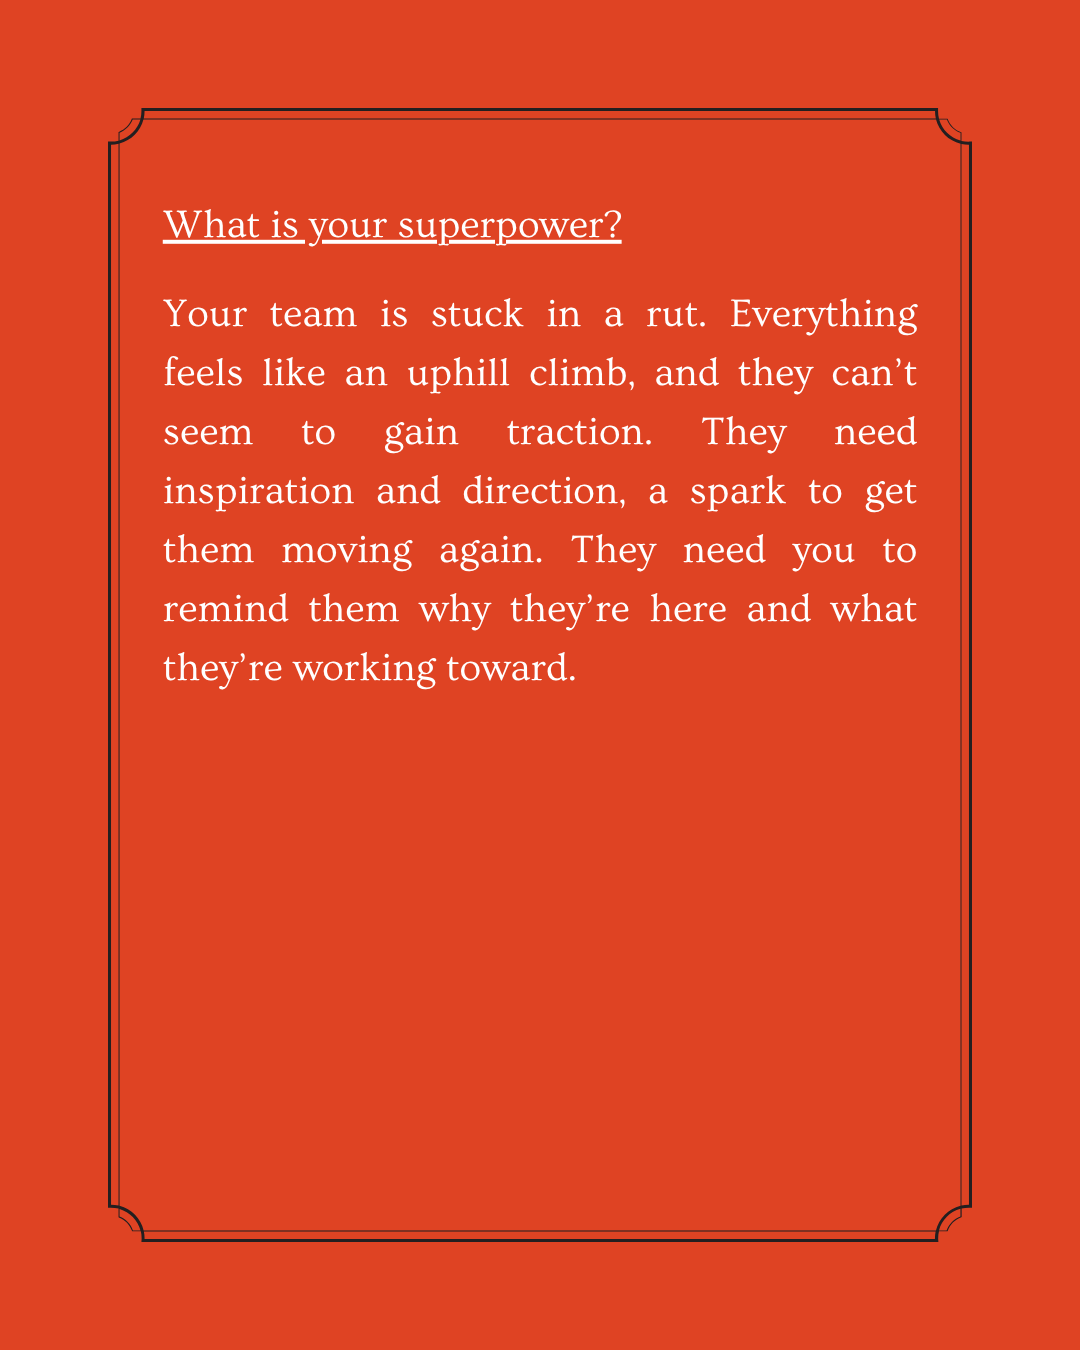 What is your superpower?
Your team is stuck in a rut. Everything
feels like an uphill climb, and they can’t
seem to gain traction. They need
inspiration and direction, a spark to get
them moving again. They need you to
remind them why they’re here and what
they’re working toward.